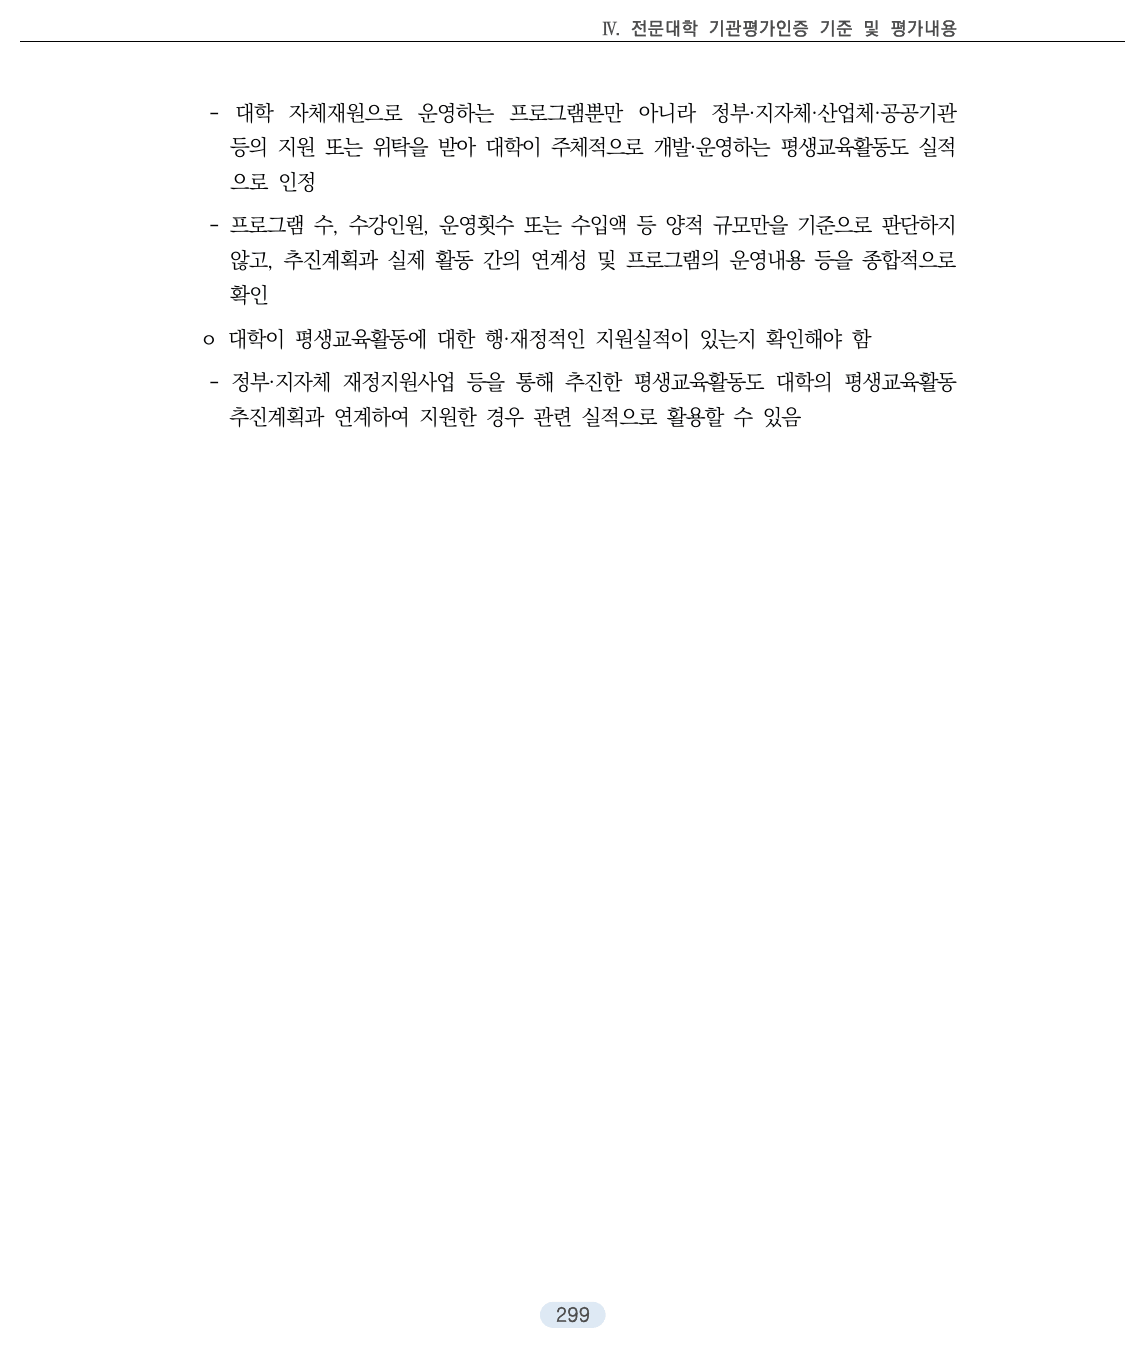 Ⅳ. 전문대학 기관평가인증 기준 및 평가내용
- 대학 자체재원으로 운영하는 프로그램뿐만 아니라 정부·지자체·산업체·공공기관
등의 지원 또는 위탁을 받아 대학이 주체적으로 개발·운영하는 평생교육활동도 실적
으로 인정
- 프로그램 수, 수강인원, 운영횟수 또는 수입액 등 양적 규모만을 기준으로 판단하지
않고, 추진계획과 실제 활동 간의 연계성 및 프로그램의 운영내용 등을 종합적으로
확인
ㅇ 대학이 평생교육활동에 대한 행·재정적인 지원실적이 있는지 확인해야 함
- 정부·지자체 재정지원사업 등을 통해 추진한 평생교육활동도 대학의 평생교육활동
추진계획과 연계하여 지원한 경우 관련 실적으로 활용할 수 있음
299